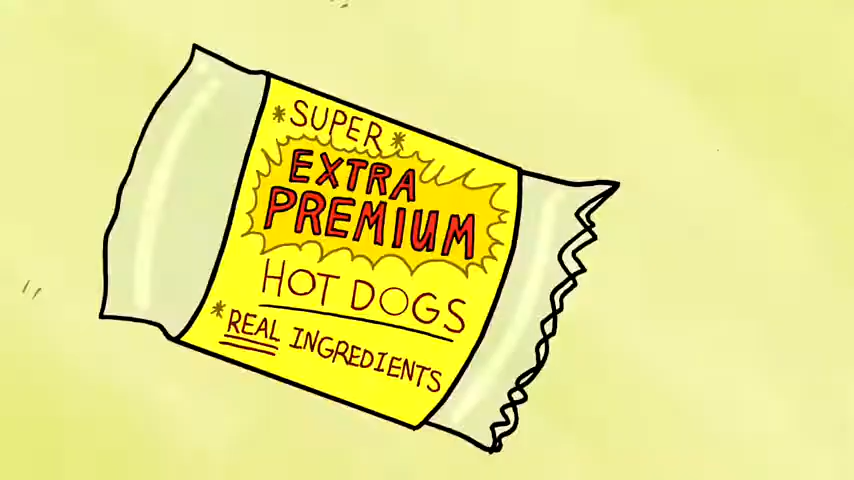 *SUPER*
EXTRA
PREMIUM
HOT DOGS
*REAL INGREDIENTS